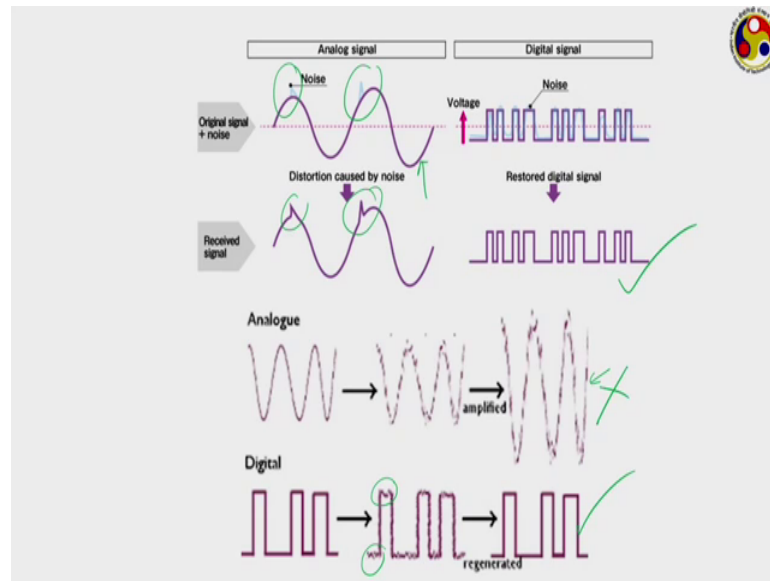 Analog signal
Digital signal
Noise
Noise
Voltage
Original signal
+ noise
Distortion caused by noise
Restored digital signal
Received
signal
Analogue
amplified
Digital
regenerated